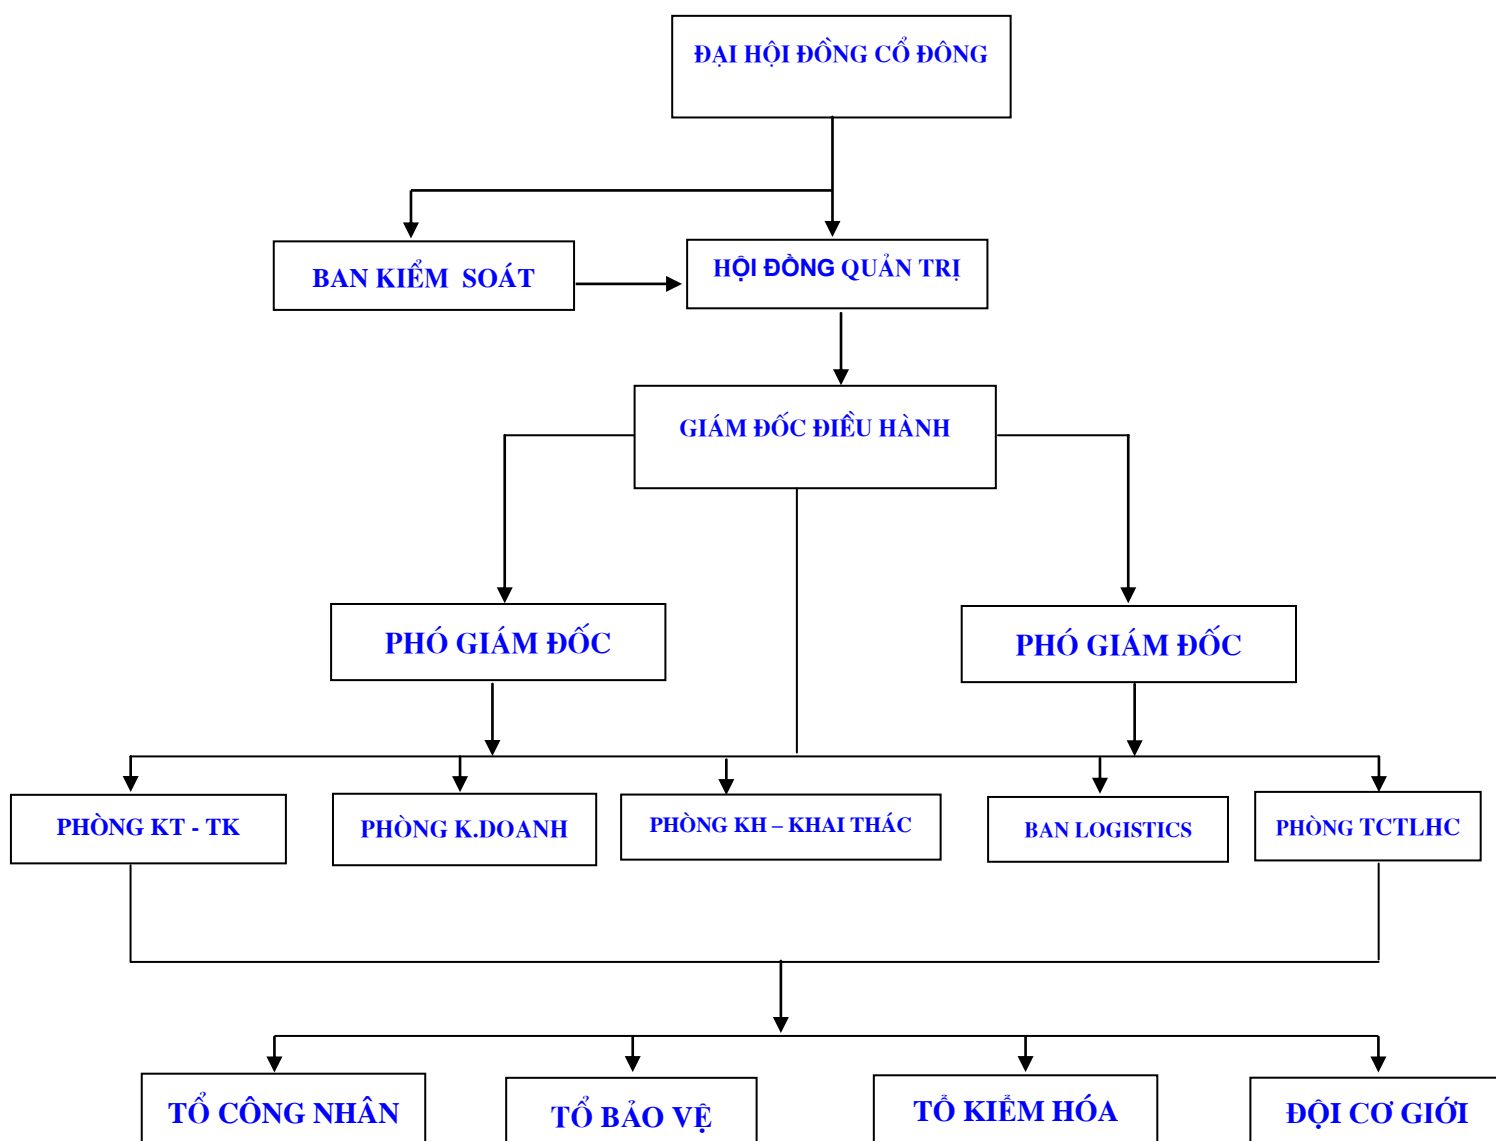 ĐẠI HỘI ĐỒNG CỔ ĐÔNG
BAN KIỂM SOÁT
HỘI ĐỒNG QUẢN TRỊ
GIÁM ĐỐC ĐIỀU HÀNH
PHÓ GIÁM ĐỐC
PHÓ GIÁM ĐỐC
PHÒNG KT - TK
PHÒNG K.DOANH
PHÒNG KH – KHAI THÁC
BAN LOGISTICS
PHÒNG TCTLHC
TỔ CÔNG NHÂN
TỔ BẢO VỆ
TỔ KIỂM HÓA
ĐỘI CƠ GIỚI